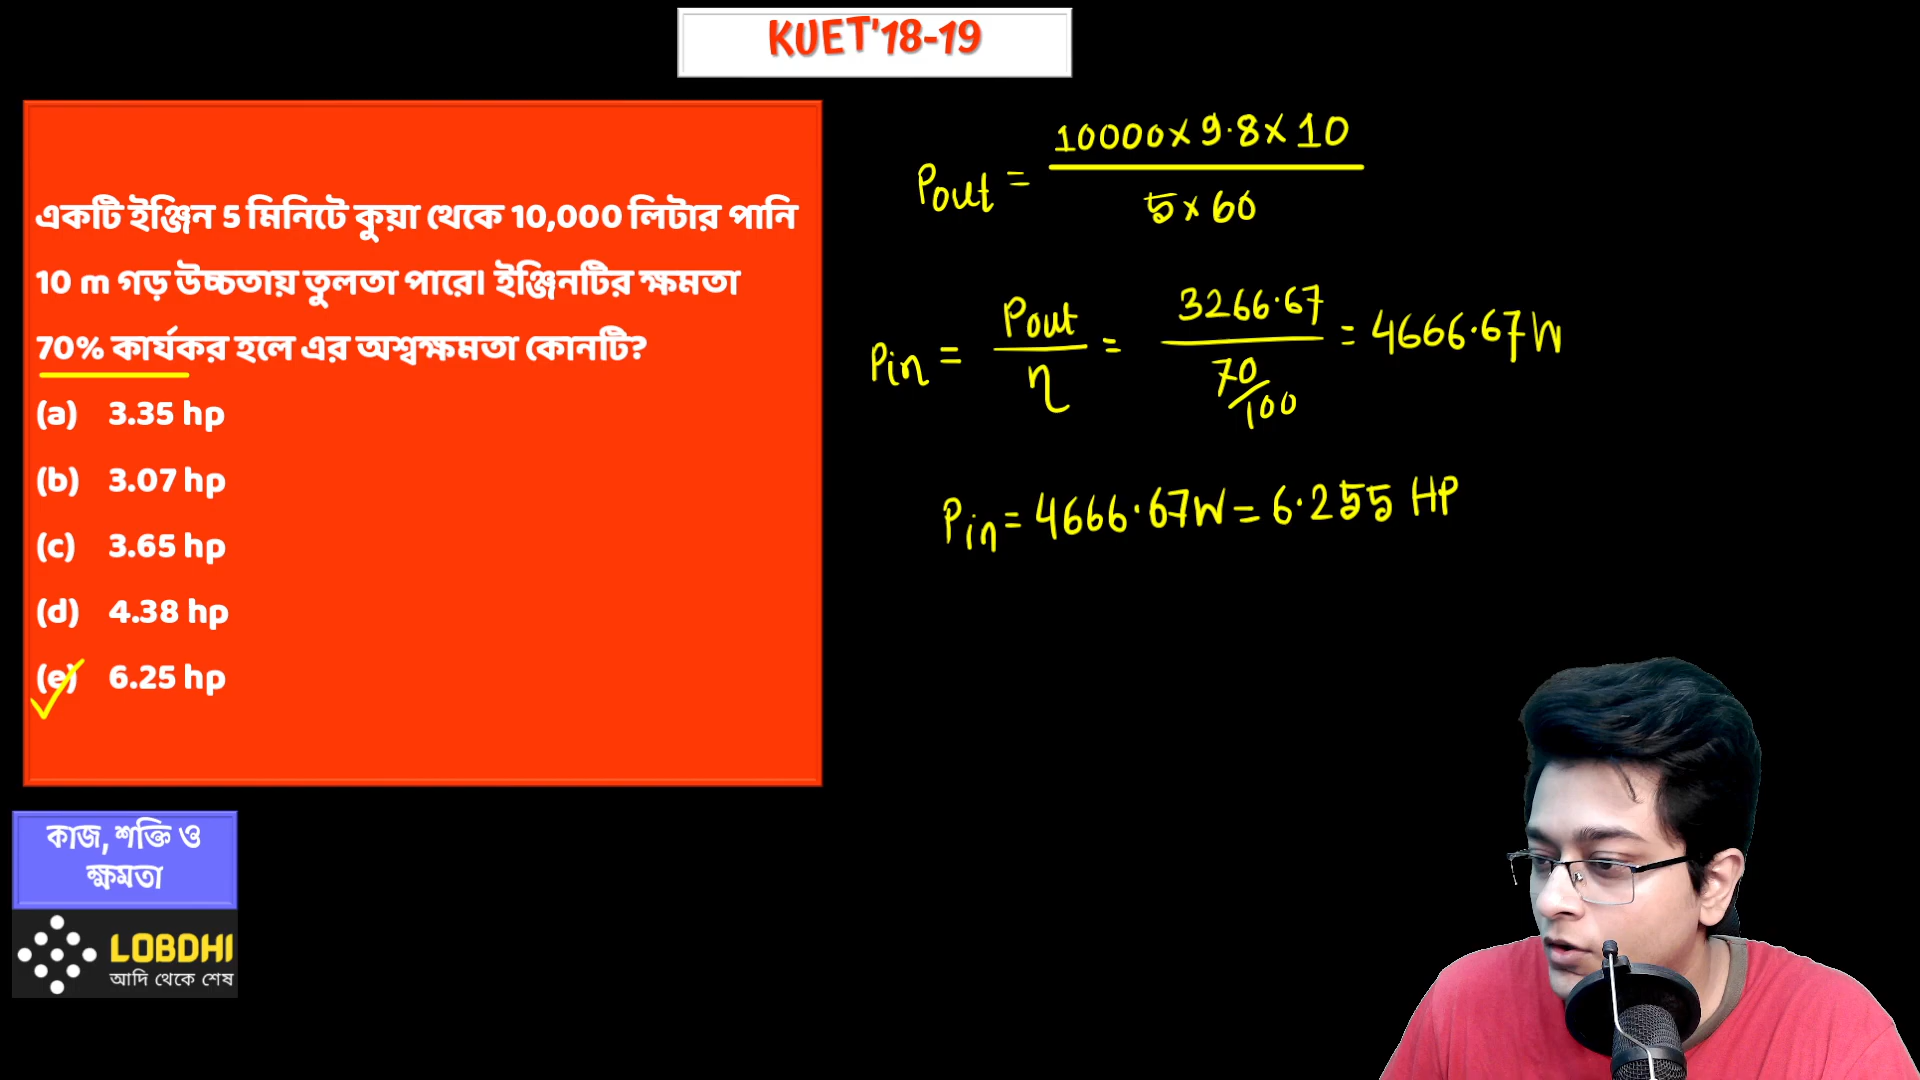 KUET'18-19
একটি ইঞ্জিন 5 মিনিটে কুয়া থেকে 10,000 লিটার পানি
10 m গড় উচ্চতায় তুলতা পারে। ইঞ্জিনটির ক্ষমতা
70% কার্যকর হলে এর অশ্বক্ষমতা কোনটি?
(a) 3.35 hp
(b) 3.07 hp
(c) 3.65 hp
(d) 4.38 hp
(e) 6.25 hp
Pout = 10000 × 9.8 × 10 / 5 × 60
Pin = Pout / η = 3266.67 / 70/100 = 4666.67 W
Pin = 4666.67 W = 6.255 HP
কাজ, শক্তি ও
ক্ষমতা
LOBDHI
আদি থেকে শেষ